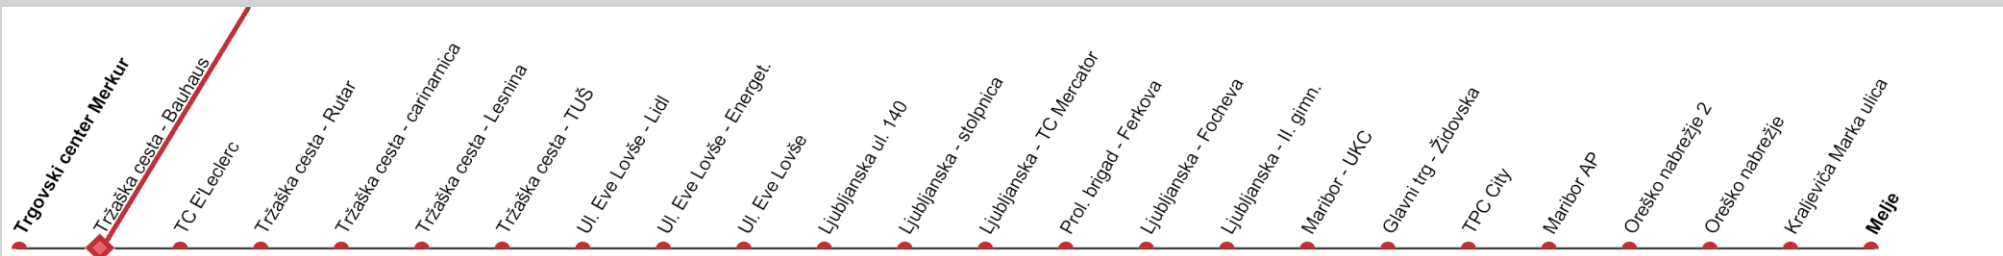 Trgovski center Merkur
Tržaška cesta - Bauhaus
TC E'Leclerc
Tržaška cesta - Rutar
Tržaška cesta - carinarnica
Tržaška cesta - Lesnina
Tržaška cesta - TUŠ
Ul. Eve Lovše - Lidl
Ul. Eve Lovše - Energet.
Ul. Eve Lovše
Ljubljanska ul. 140
Ljubljanska - stolpnica
Ljubljanska - TC Mercator
Prol. brigad - Ferkova
Ljubljanska - Focheva
Ljubljanska - II. gimn.
Maribor - UKC
Glavni trg - Židovska
TPC City
Maribor AP
Oreško nabrežje 2
Oreško nabrežje
Kraljeviča Marka ulica
Melje